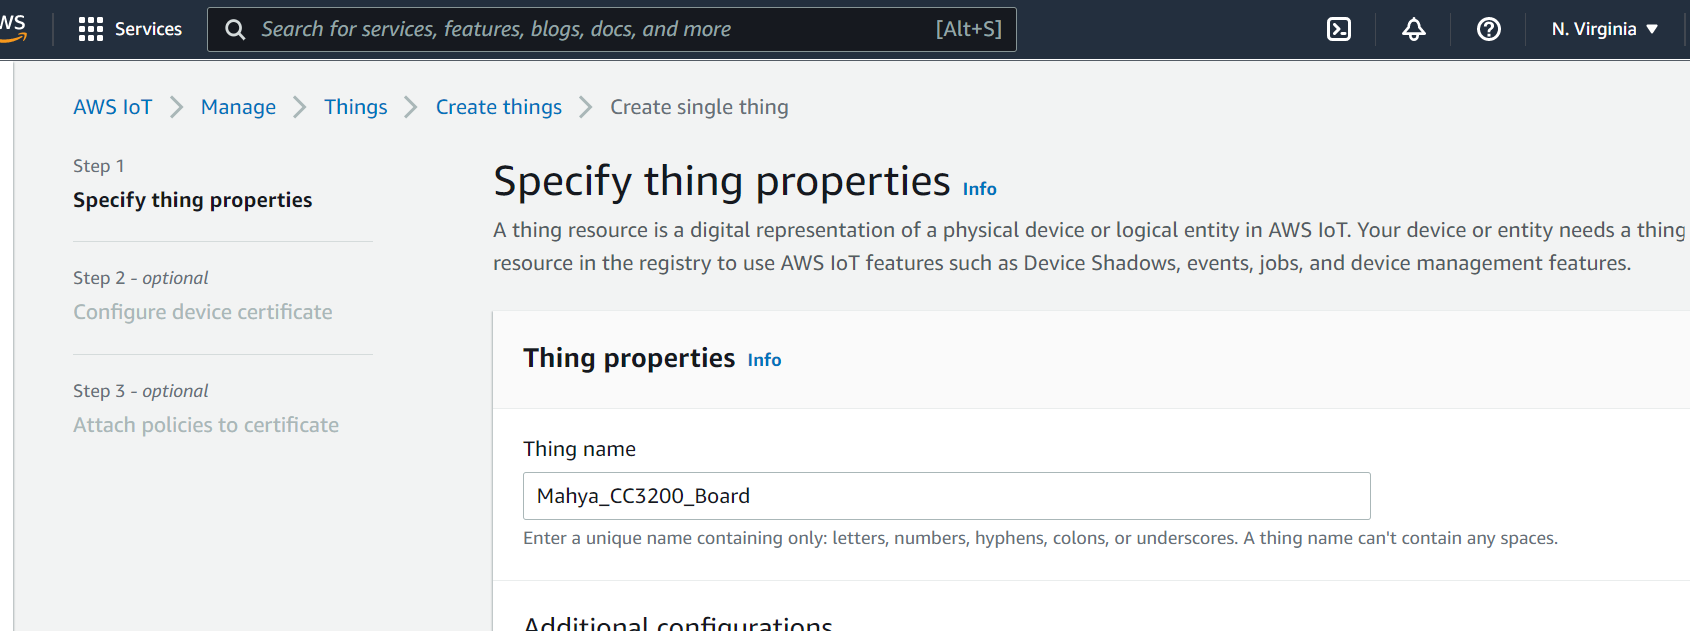 Services
Search for services, features, blogs, docs, and more [Alt+S]
N. Virginia
AWS IoT
Manage
Things
Create things
Create single thing
Step 1
Specify thing properties
Step 2 - optional
Configure device certificate
Step 3 - optional
Attach policies to certificate
Specify thing properties Info
A thing resource is a digital representation of a physical device or logical entity in AWS IoT. Your device or entity needs a thing
resource in the registry to use AWS IoT features such as Device Shadows, events, jobs, and device management features.
Thing properties Info
Thing name
Mahya_CC3200_Board
Enter a unique name containing only: letters, numbers, hyphens, colons, or underscores. A thing name can't contain any spaces.
Additional configurations